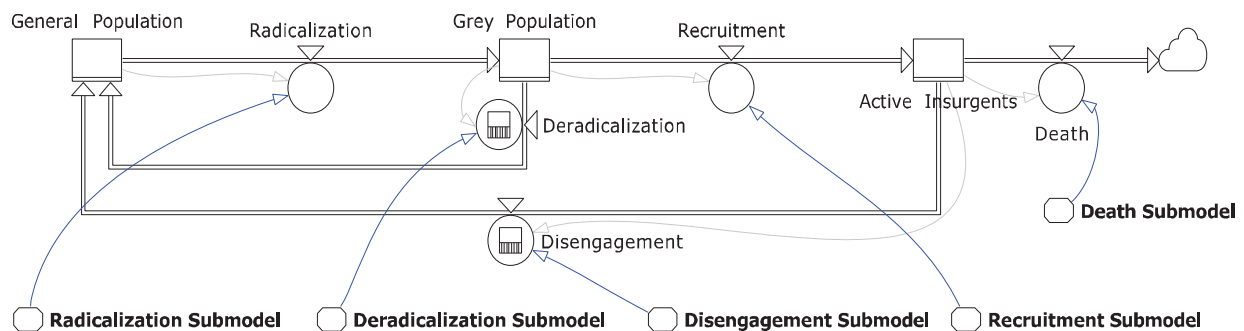 General Population
Radicalization
Grey Population
Recruitment
Active Insurgents
Deradicalization
Death
Death Submodel
Disengagement
Radicalization Submodel
Deradicalization Submodel
Disengagement Submodel
Recruitment Submodel